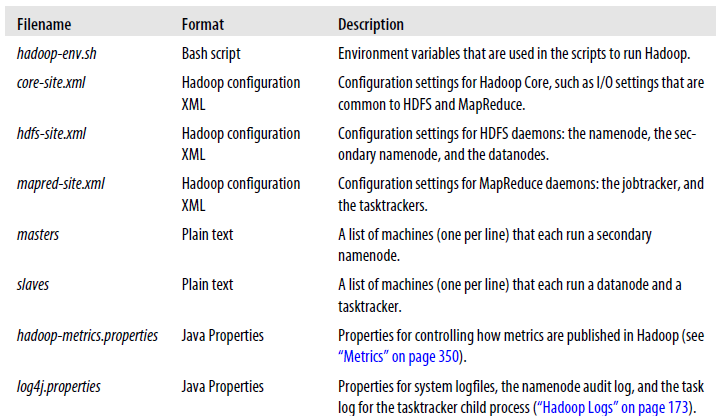 Filename Format Description
hadoop-env.sh Bash script Environment variables that are used in the scripts to run Hadoop.
core-site.xml Hadoop configuration Configuration settings for Hadoop Core, such as I/O settings that are
XML common to HDFS and MapReduce.
hdfs-site.xml Hadoop configuration Configuration settings for HDFS daemons: the namenode, the sec-
XML ondary namenode, and the datanodes.
mapred-site.xml Hadoop configuration Configuration settings for MapReduce daemons: the jobtracker, and
XML the tasktrackers.
masters Plain text A list of machines (one per line) that each run a secondary
namenode.
slaves Plain text A list of machines (one per line) that each run a datanode and a
tasktracker.
hadoop-metrics.properties Java Properties Properties for controlling how metrics are published in Hadoop (see
“Metrics” on page 350).
log4j.properties Java Properties Properties for system logfiles, the namenode audit log, and the task
log for the tasktracker child process (“Hadoop Logs” on page 173).